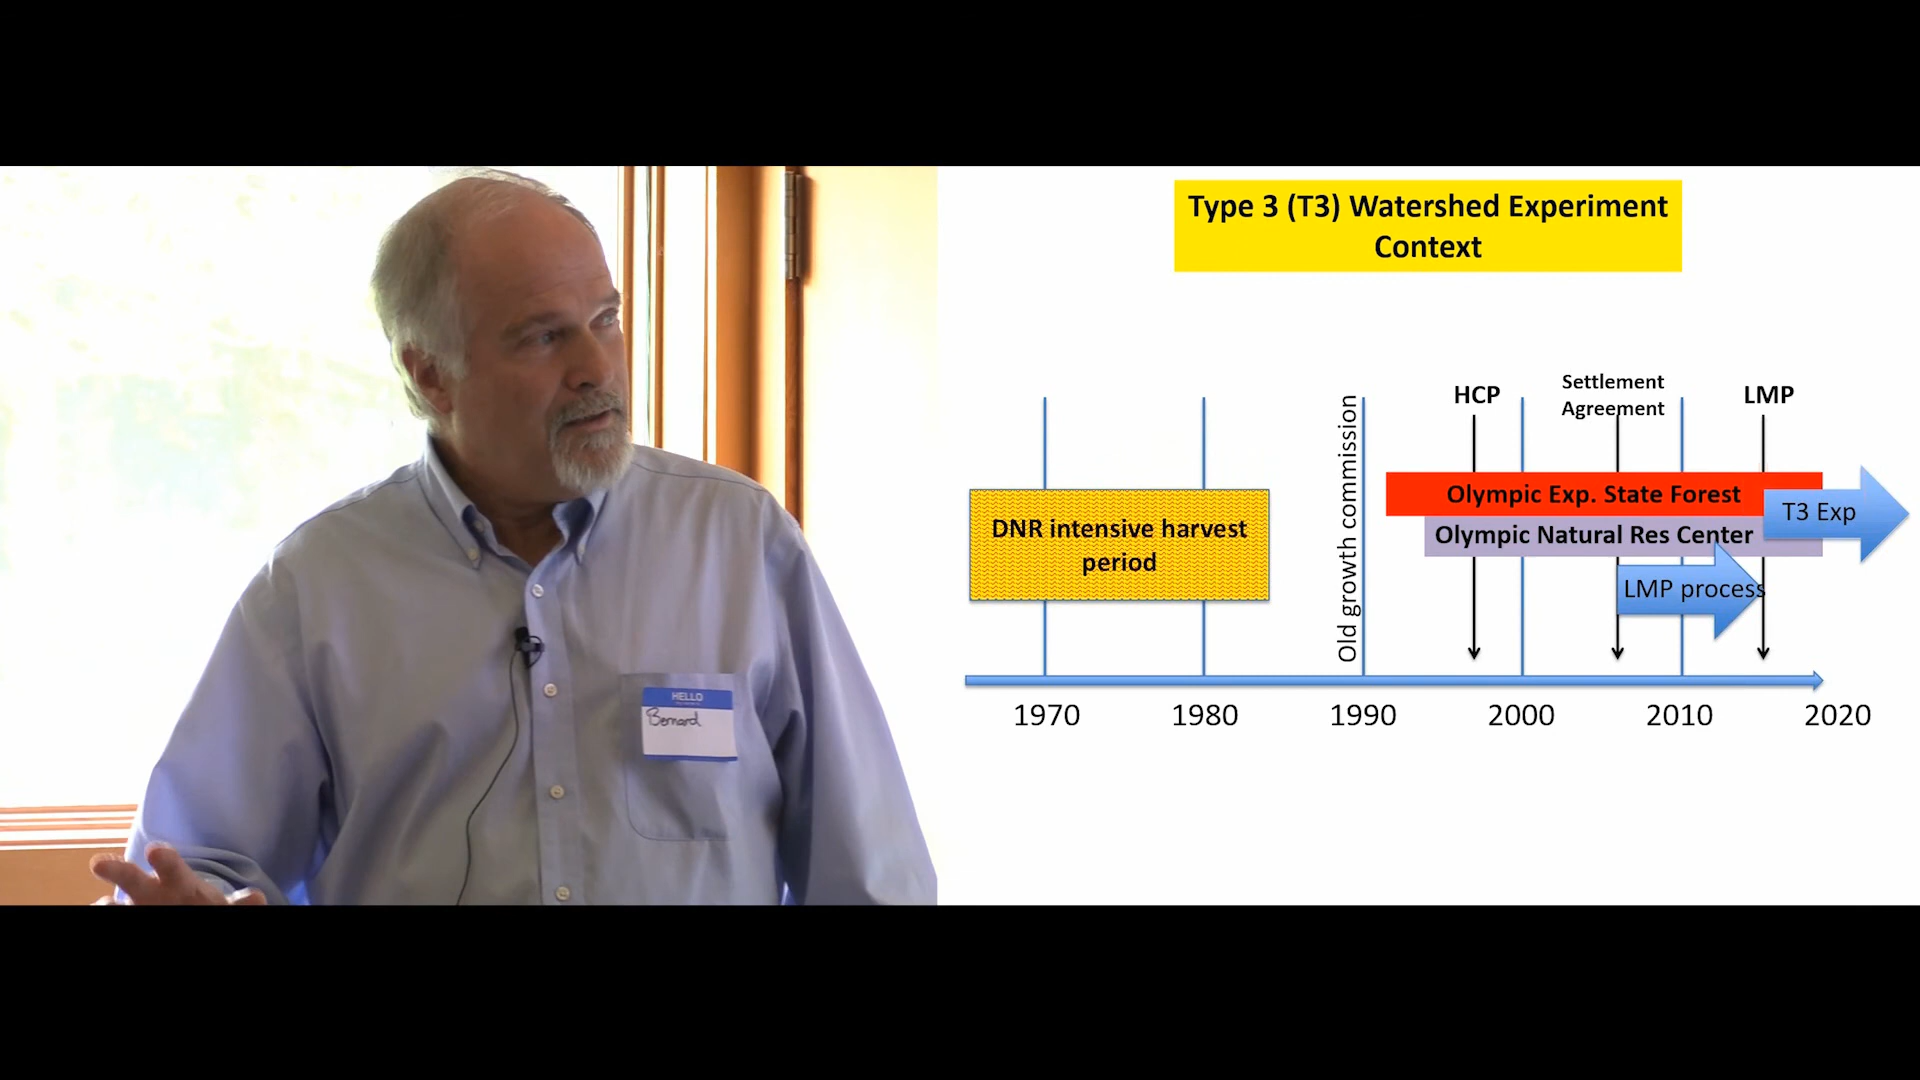 Type 3 (T3) Watershed Experiment
Context
HCP
Settlement
Agreement
LMP
Old growth commission
Olympic Exp. State Forest
T3 Exp
DNR intensive harvest
period
Olympic Natural Res Center
LMP process
1970
1980
1990
2000
2010
2020
HELLO
Bernard